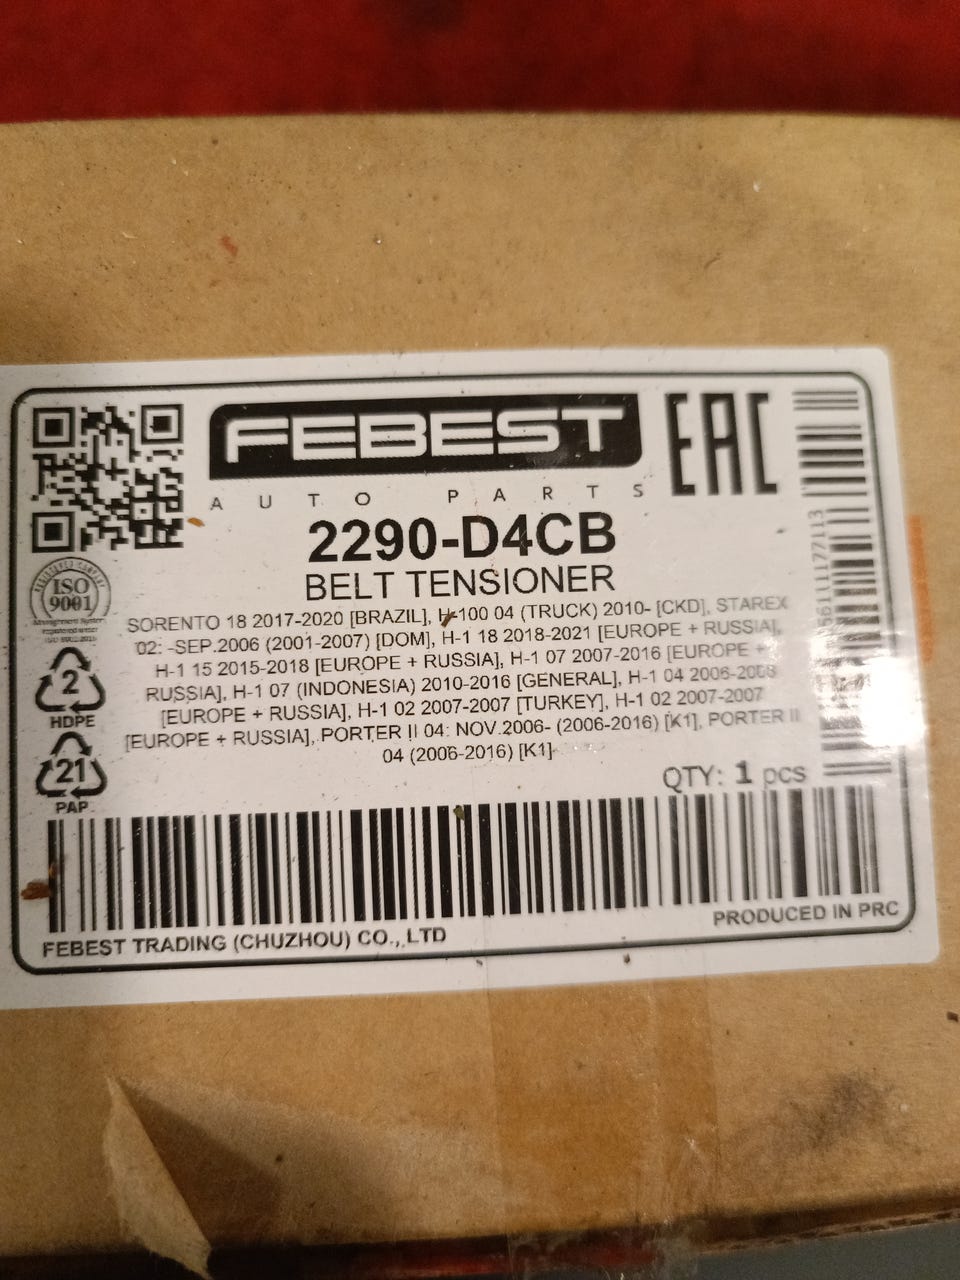 FEBEST
AUTO PARTS
EAC
2290-D4CB
BELT TENSIONER
SORENTO 18 2017-2020 [BRAZIL], H-100 04 (TRUCK) 2010- [CKD], STAREX
02: -SEP.2006 (2001-2007) [DOM], H-1 18 2018-2021 [EUROPE + RUSSIA],
H-1 15 2015-2018 [EUROPE + RUSSIA], H-1 07 2007-2016 [EUROPE +
RUSSIA], H-1 07 (INDONESIA) 2010-2016 [GENERAL], H-1 04 2006-2008
[EUROPE + RUSSIA], H-1 02 2007-2007 [TURKEY], H-1 02 2007-2007
[EUROPE + RUSSIA], PORTER II 04: NOV.2006- (2006-2016) [K1], PORTER II
04 (2006-2016) [K1]
ISO
9001
2
HDPE
21
PAP
QTY: 1 pcs
FEBEST TRADING (CHUZHOU) CO., LTD
PRODUCED IN PRC